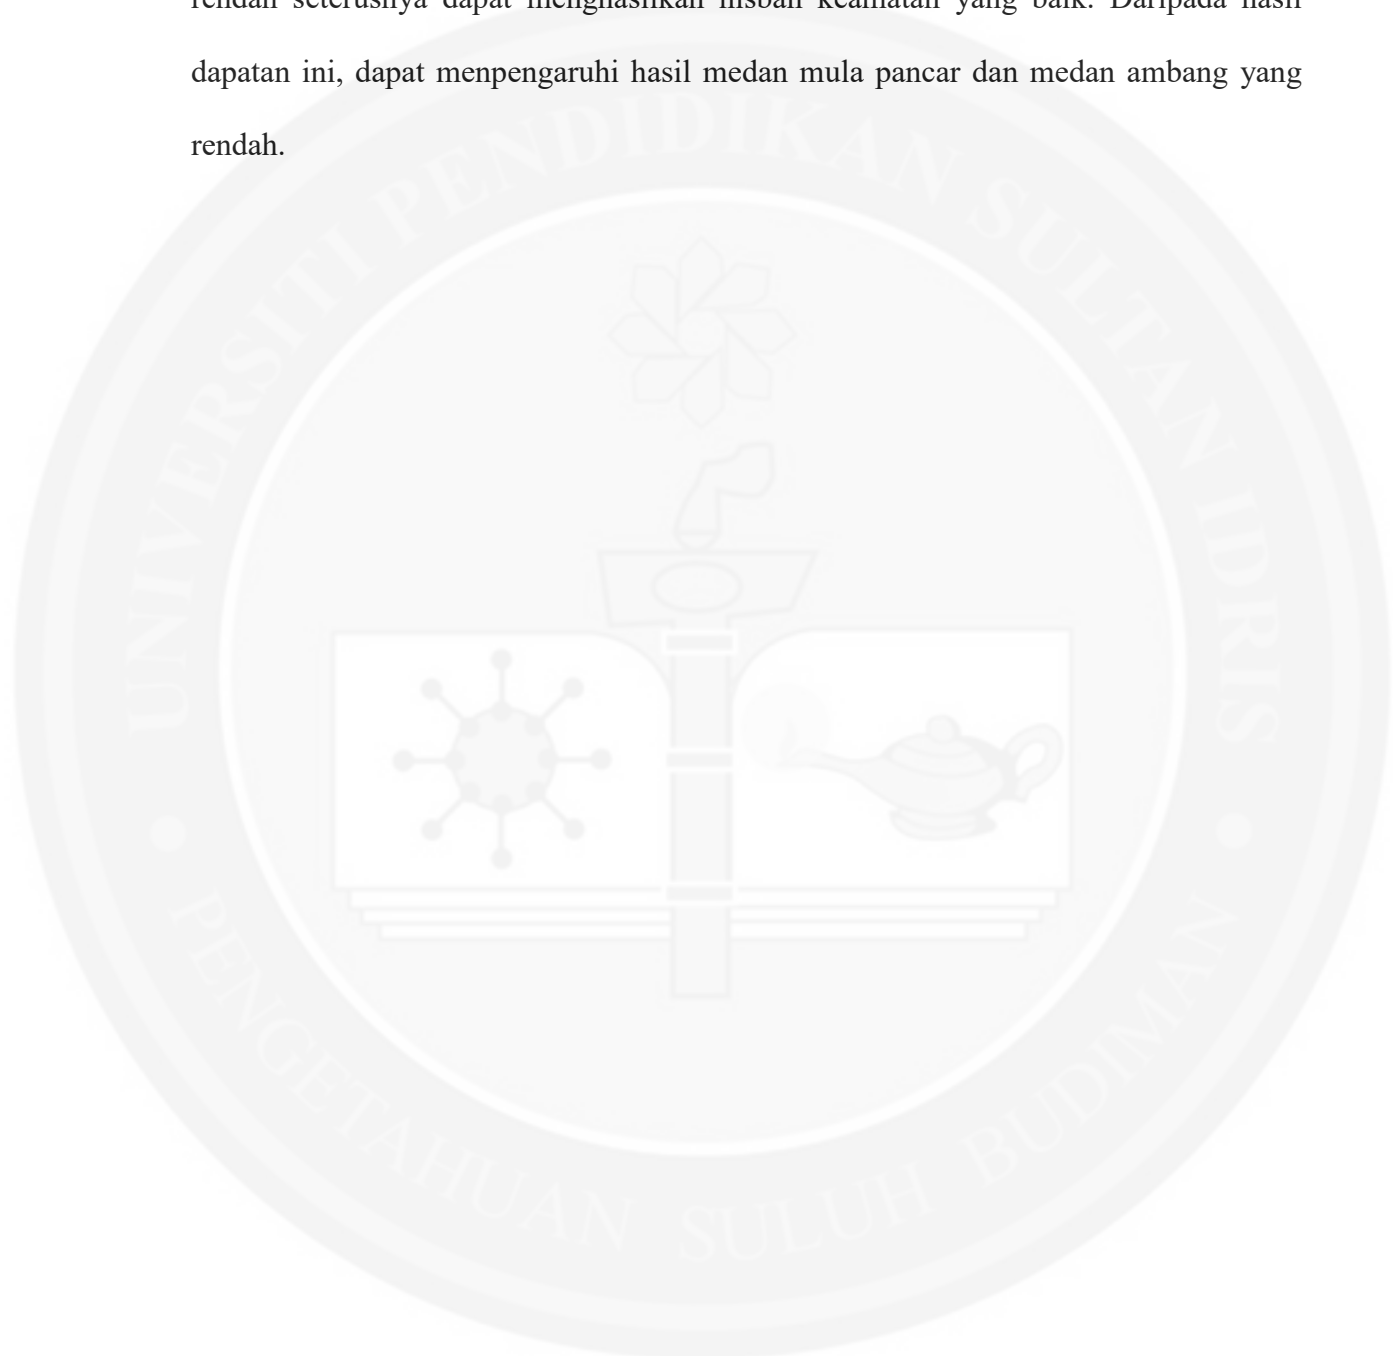 rendah seterusnya dapat menghasilkan nisbah keamatan yang baik. Daripada hasil
dapatan ini, dapat menpengaruhi hasil medan mula pancar dan medan ambang yang
rendah.
UNIVERSITI PENDIDIKAN SULTAN IDRIS
PENGETAHUAN SULUH BUDIMAN